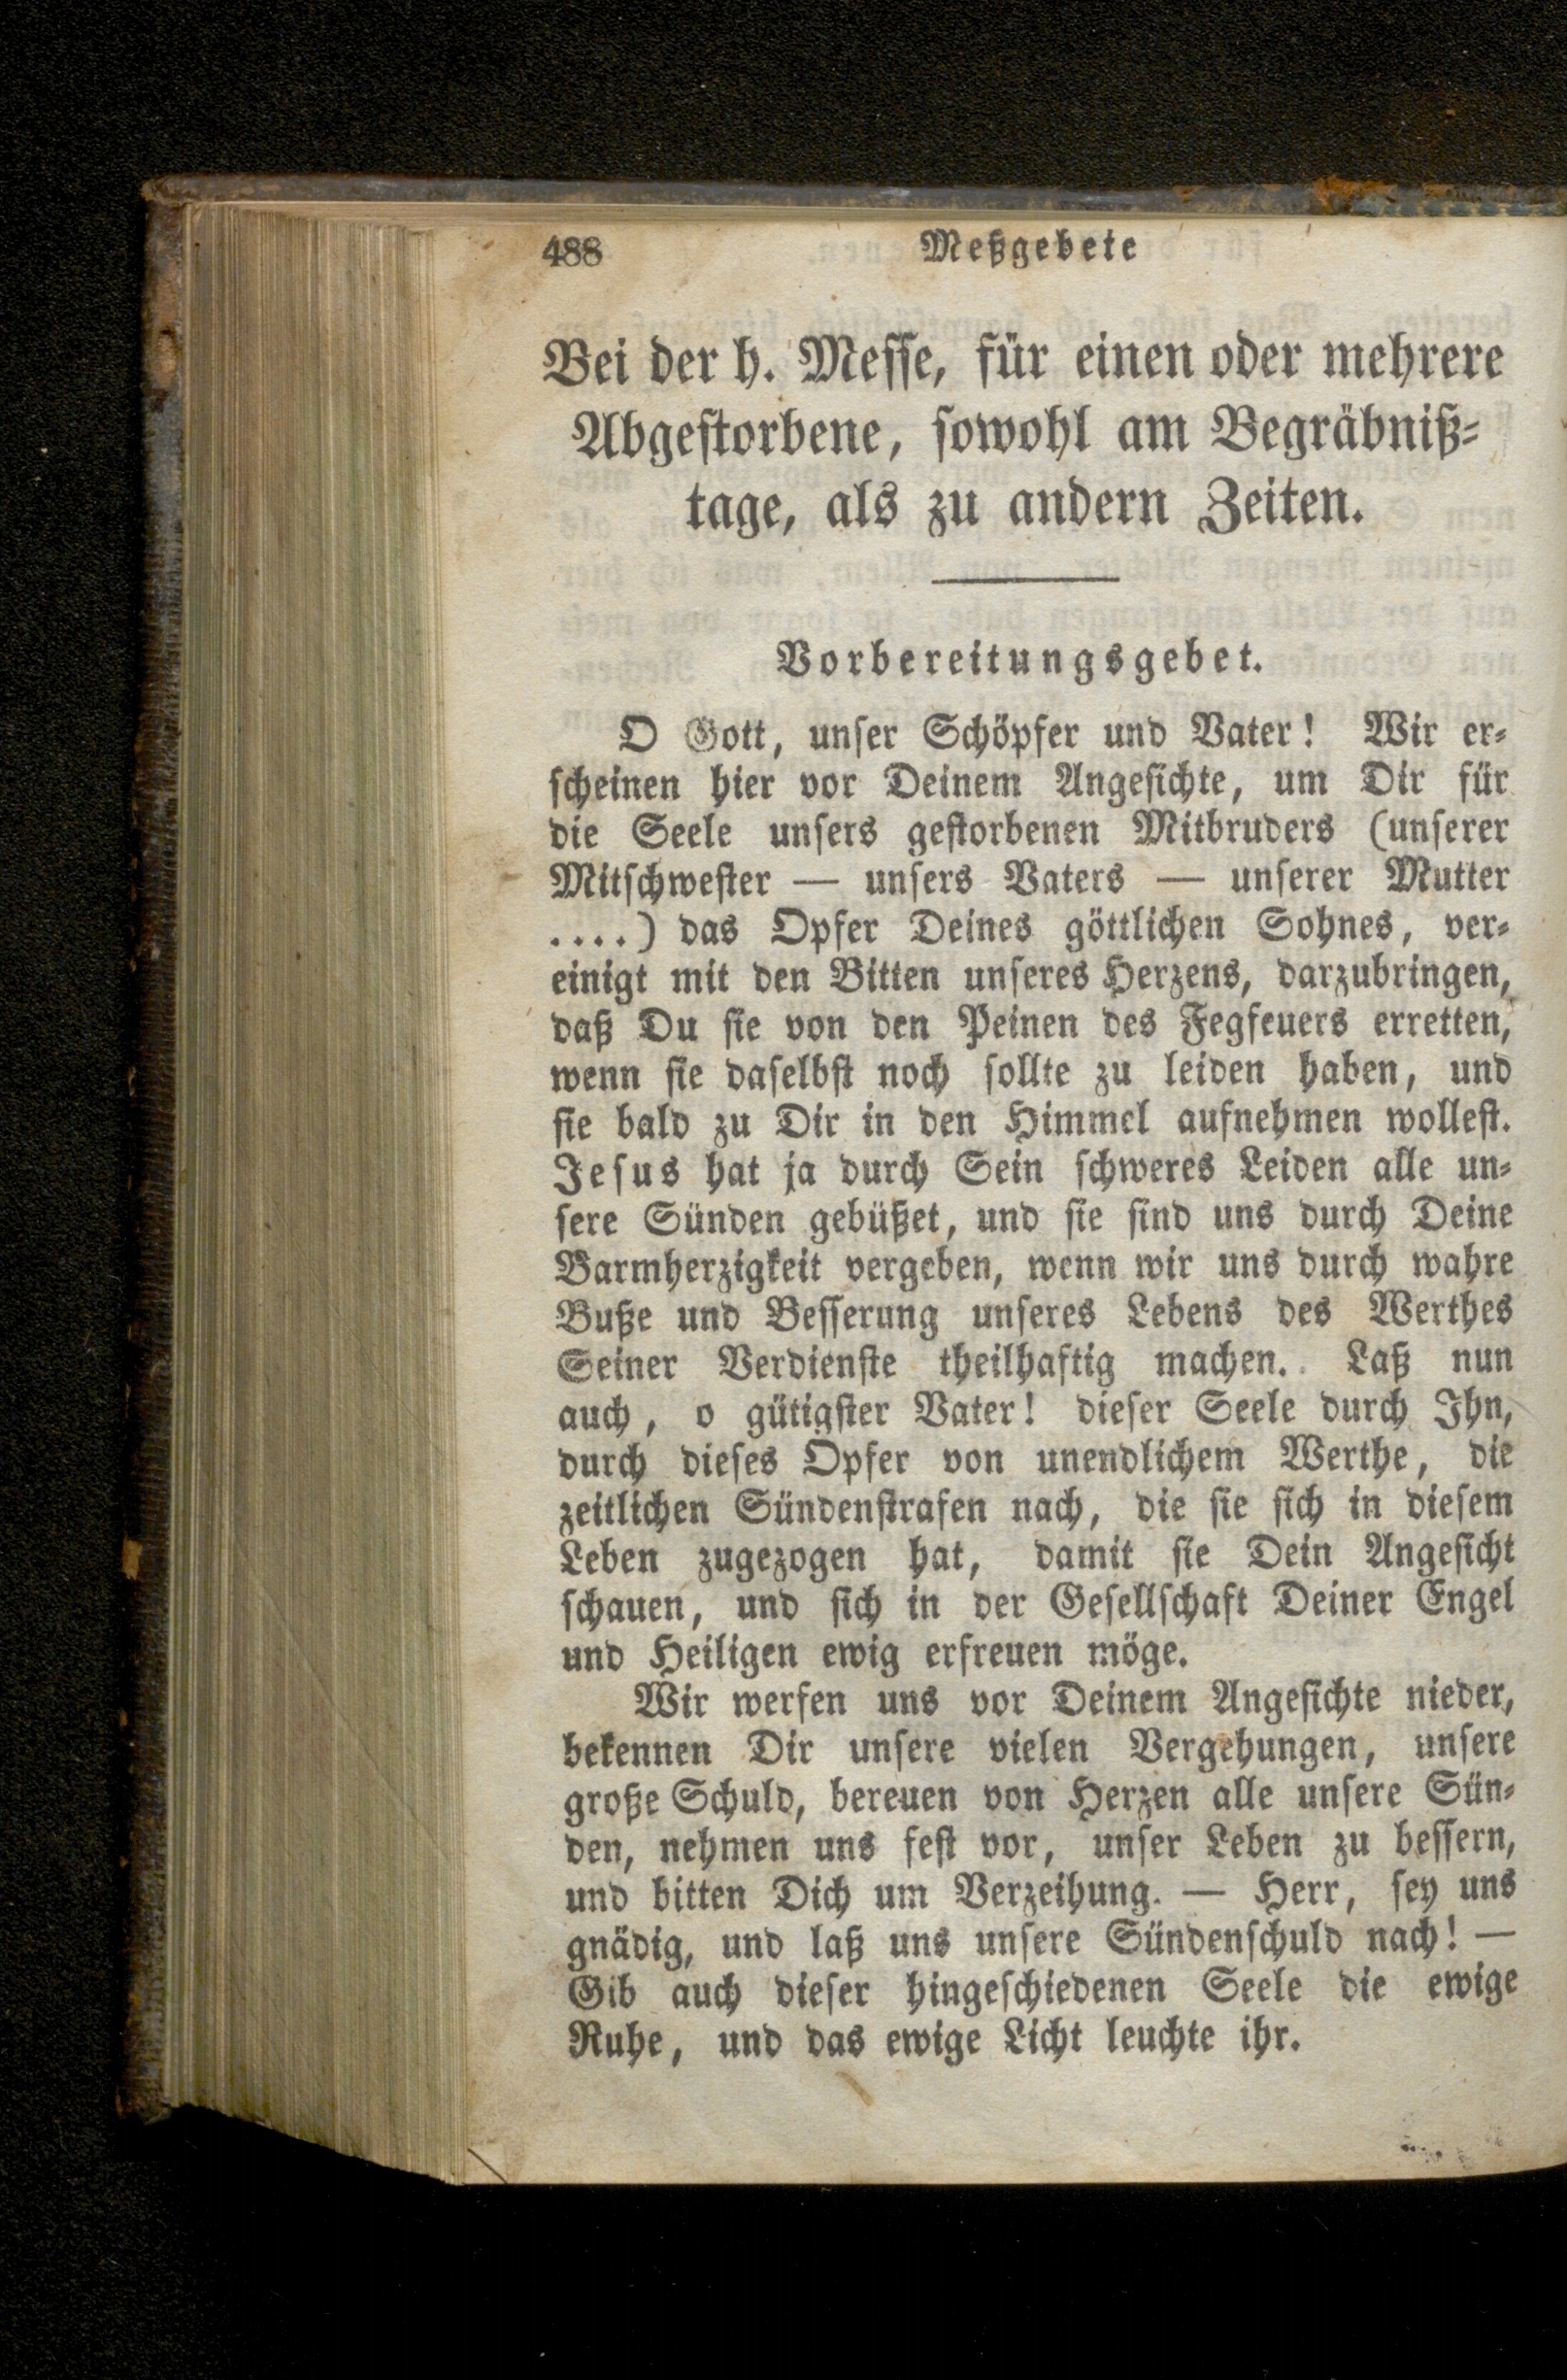 488 Meßgebete
Bei der h. Messe, für einen oder mehrere
Abgestorbene, sowohl am Begräbniß-
tage, als zu andern Zeiten.
Vorbereitungsgebet.
O Gott, unser Schöpfer und Vater! Wir er-
scheinen hier vor Deinem Angesichte, um Dir für
die Seele unsers gestorbenen Mitbruders (unserer
Mitschwester — unsers Vaters — unserer Mutter
....) das Opfer Deines göttlichen Sohnes, ver-
einigt mit den Bitten unseres Herzens, darzubringen,
daß Du sie von den Peinen des Fegfeuers erretten,
wenn sie daselbst noch sollte zu leiden haben, und
sie bald zu Dir in den Himmel aufnehmen wollest.
Jesus hat ja durch Sein schweres Leiden alle un-
sere Sünden gebüßet, und sie sind uns durch Deine
Barmherzigkeit vergeben, wenn wir uns durch wahre
Buße und Besserung unseres Lebens des Werthes
Seiner Verdienste theilhaftig machen. Laß nun
auch, o gütigster Vater! dieser Seele durch Ihn,
durch dieses Opfer von unendlichem Werthe, die
zeitlichen Sündenstrafen nach, die sie sich in diesem
Leben zugezogen hat, damit sie Dein Angesicht
schauen, und sich in der Gesellschaft Deiner Engel
und Heiligen ewig erfreuen möge.
Wir werfen uns vor Deinem Angesichte nieder,
bekennen Dir unsere vielen Vergehungen, unsere
große Schuld, bereuen von Herzen alle unsere Sün-
den, nehmen uns fest vor, unser Leben zu bessern,
und bitten Dich um Verzeihung. — Herr, sey uns
gnädig, und laß uns unsere Sündenschuld nach! —
Gib auch dieser hingeschiedenen Seele die ewige
Ruhe, und das ewige Licht leuchte ihr.